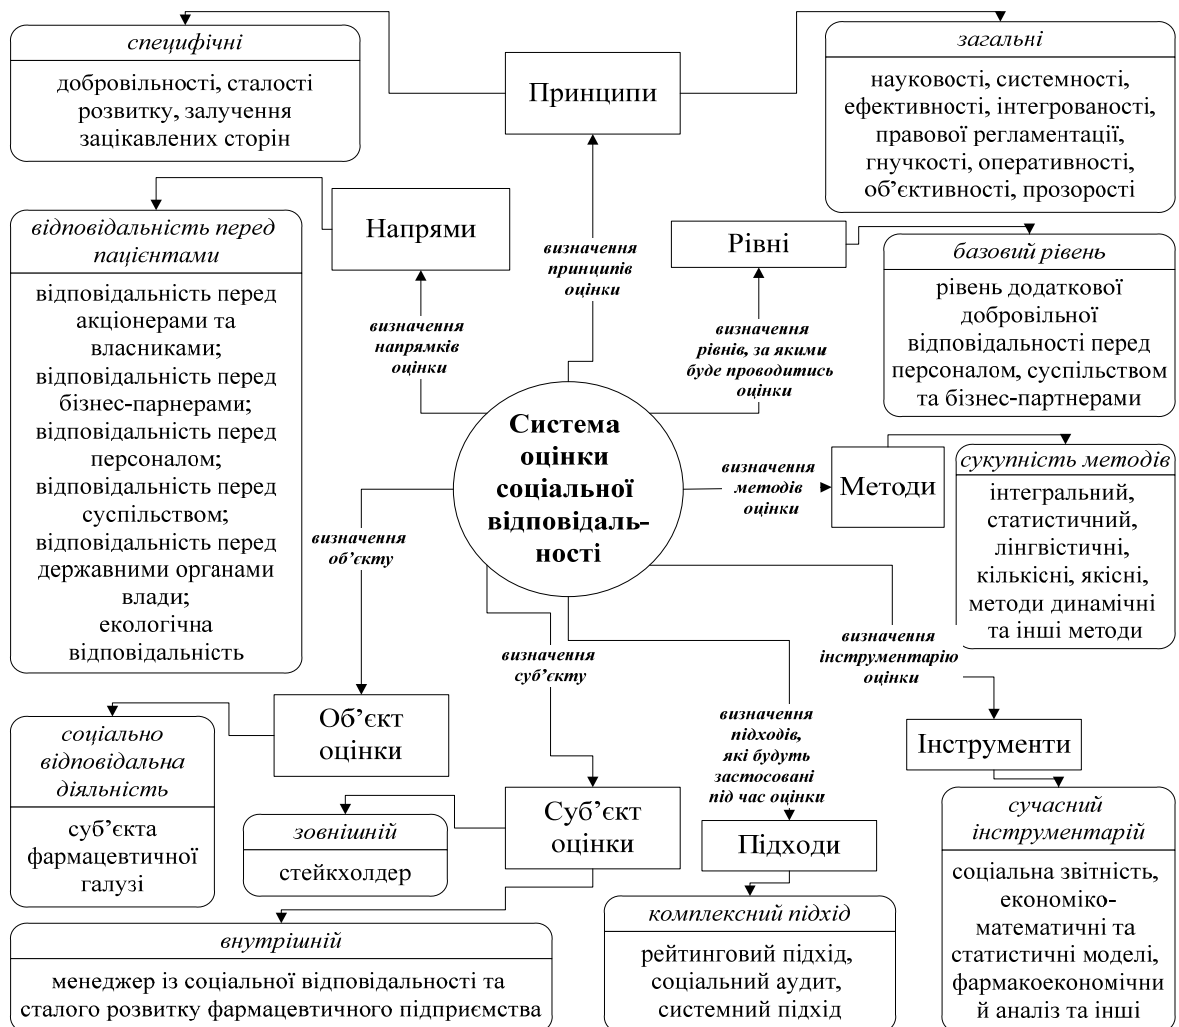 специфічні
добровільності, сталості
розвитку, залучення
зацікавлених сторін
Принципи
загальні
науковості, системності,
ефективності, інтегрованості,
правової регламентації,
гнучкості, оперативності,
об’єктивності, прозорості
відповідальність перед
пацієнтами
відповідальність перед
акціонерами та
власниками;
відповідальність перед
бізнес-парнерами;
відповідальність перед
персоналом;
відповідальність перед
суспільством;
відповідальність перед
державними органами
влади;
екологічна
відповідальність
Напрями
визначення
напрямків
оцінки
визначення
принципів
оцінки
Рівні
визначення
рівнів, за якими
буде проводитись
оцінки
базовий рівень
рівень додаткової
добровільної
відповідальності перед
персоналом, суспільством
та бізнес-партнерами
Система
оцінки
соціальної
відповідаль-
ності
визначення
методів
оцінки
Методи
сукупність методів
інтегральний,
статистичний,
лінгвістичні,
кількісні, якісні,
методи динамічні
та інші методи
визначення
об’єкту
визначення
суб’єкту
визначення
інструментарію
оцінки
визначення
підходів,
які будуть
застосовані
під час оцінки
Об’єкт
оцінки
соціально
відповідальна
діяльність
суб’єкта
фармацевтичної
галузі
Суб’єкт
оцінки
зовнішній
стейкхолдер
внутрішній
менеджер із соціальної відповідальності та
сталого розвитку фармацевтичного підприємства
Підходи
комплексний підхід
рейтинговий підхід,
соціальний аудит,
системний підхід
Інструменти
сучасний
інструментарій
соціальна звітність,
економіко-
математичні та
статистичні моделі,
фармакоекономічни
й аналіз та інші